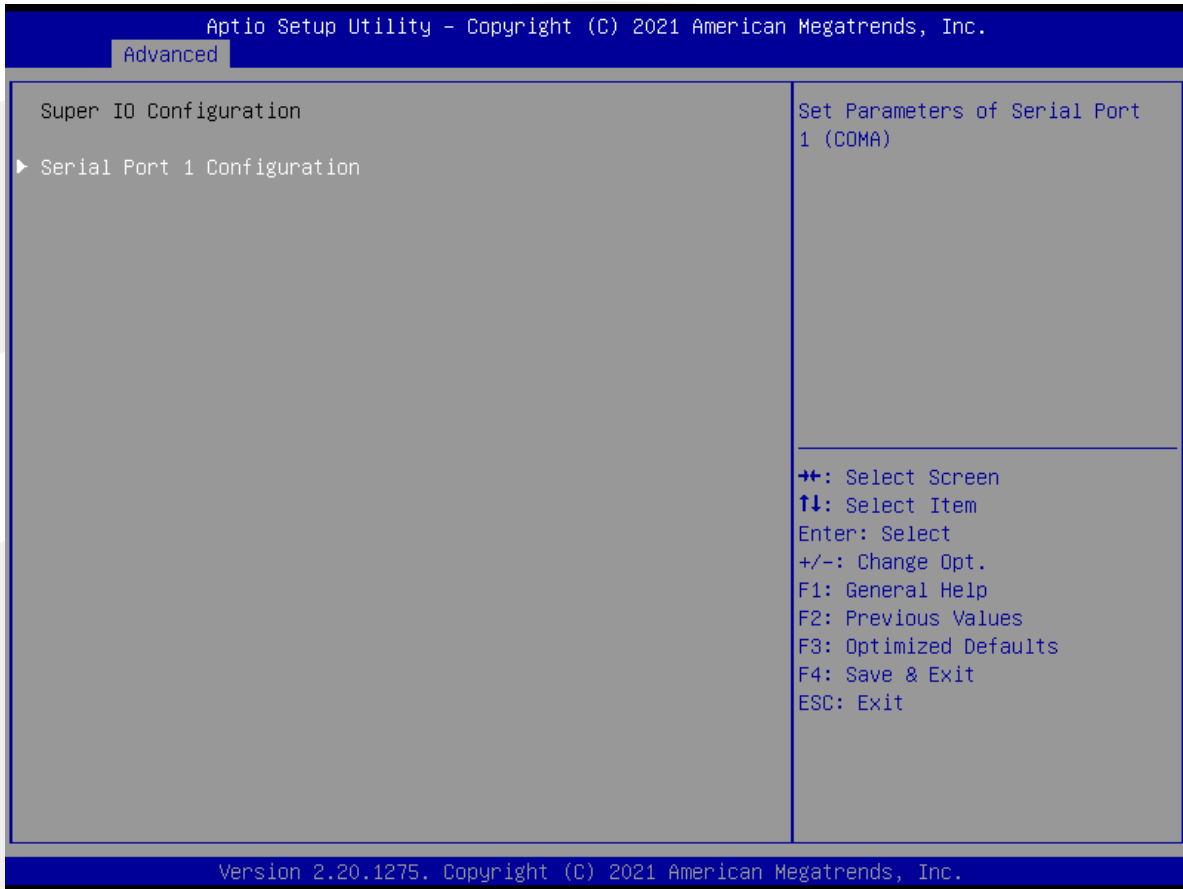 Aptio Setup Utility – Copyright (C) 2021 American Megatrends, Inc.
Advanced
Super IO Configuration
▶ Serial Port 1 Configuration
Set Parameters of Serial Port
1 (COMA)
→←: Select Screen
↑↓: Select Item
Enter: Select
+/-: Change Opt.
F1: General Help
F2: Previous Values
F3: Optimized Defaults
F4: Save & Exit
ESC: Exit
Version 2.20.1275. Copyright (C) 2021 American Megatrends, Inc.